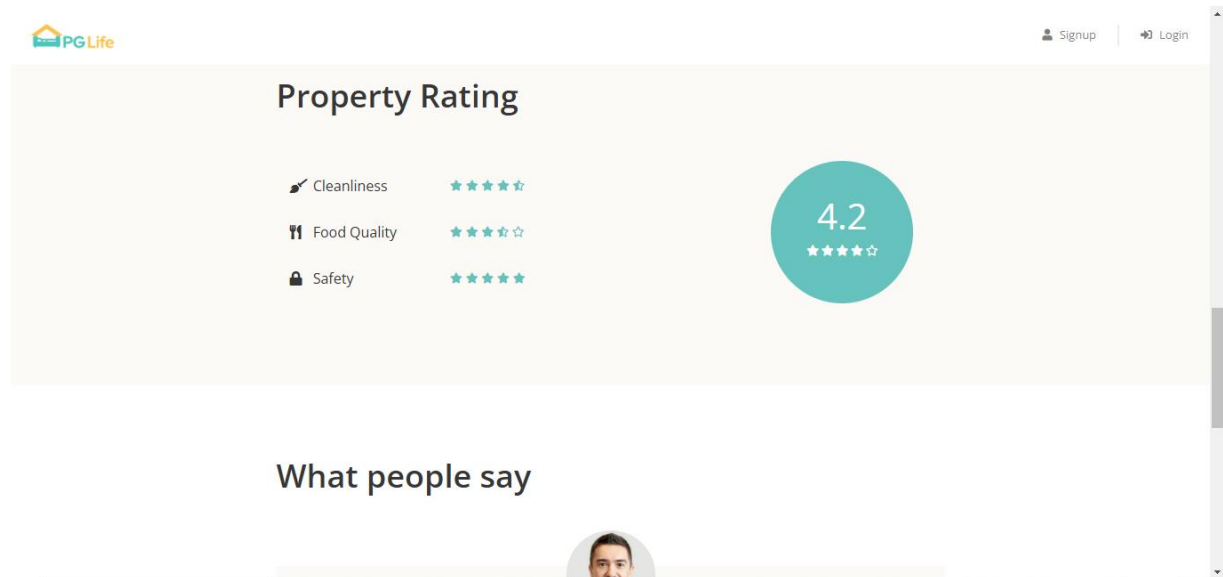 PG Life
Signup
Login
Property Rating
Cleanliness
Food Quality
Safety
4.2
What people say